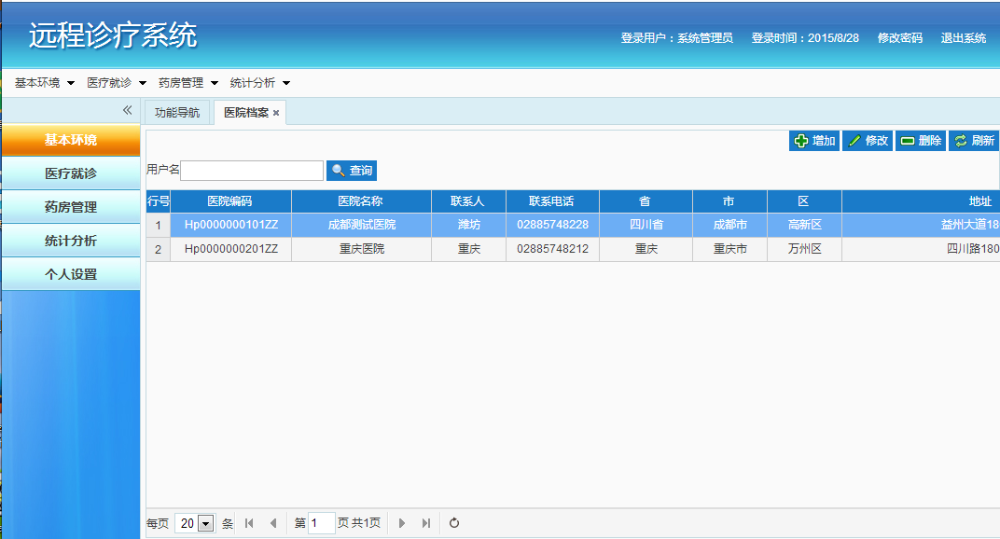 远程诊疗系统
登录用户：系统管理员 登录时间：2015/8/28 修改密码 退出系统
基本环境 医疗就诊 药房管理 统计分析
功能导航 医院档案
基本环境
医疗就诊
药房管理
统计分析
个人设置
增加 修改 删除 刷新
用户名 查询
行号 医院编码 医院名称 联系人 联系电话 省 市 区 地址
1 Hp0000000101ZZ 成都测试医院 潍坊 02885748228 四川省 成都市 高新区 益州大道18
2 Hp0000000201ZZ 重庆医院 重庆 02885748212 重庆 重庆市 万州区 四川路180
每页 20 条 第 1 页 共1页